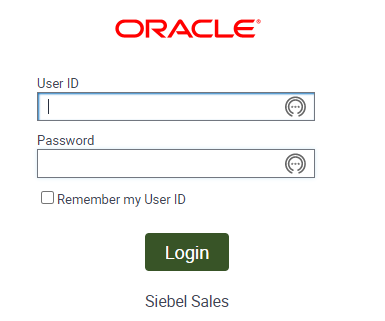 ORACLE®
User ID
Password
Remember my User ID
Login
Siebel Sales